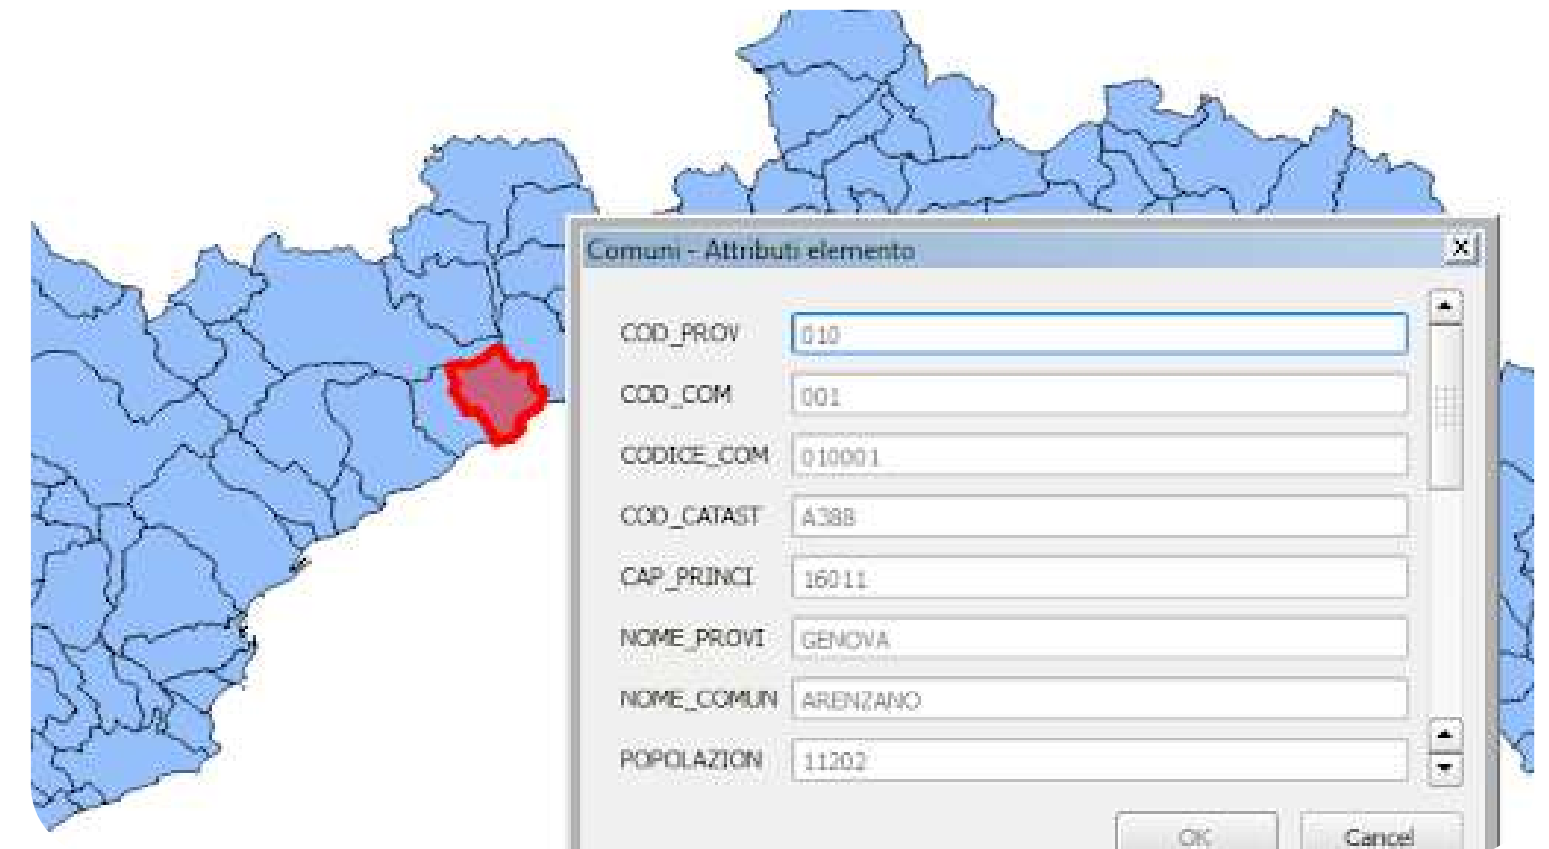 Comuni - Attributi elemento
COD_PROV 010
COD_COM 001
CODICE_COM 010001
COD_CATAST A388
CAP_PRINCI 16011
NOME_PROVI GENOVA
NOME_COMUN ARENZANO
POPOLAZION 11202
OK Cancel